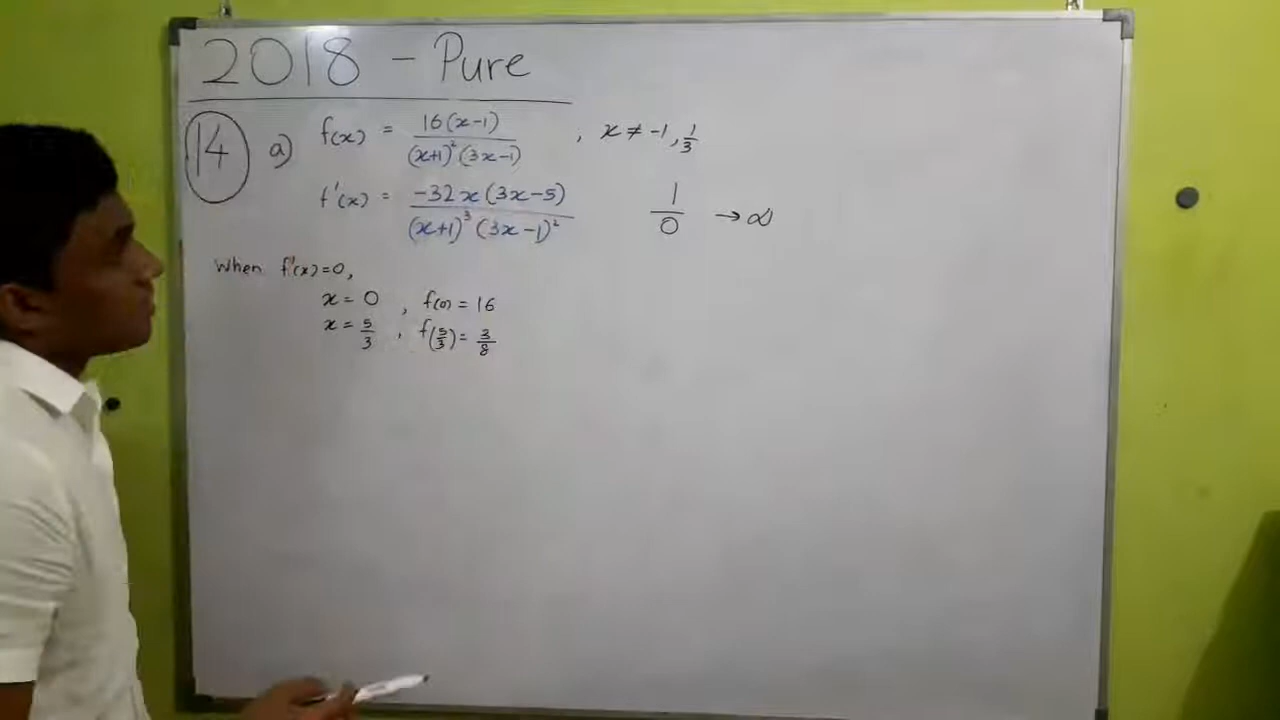 2018 - Pure
14 a) f(x) = 16(x-1) / (x+1)² (3x-1) , x ≠ -1, 1/3
f'(x) = -32x(3x-5) / (x+1)³ (3x-1)²
1/0 → ∞
When f'(x)=0,
x = 0 , f(0) = 16
x = 5/3 , f(5/3) = 3/8